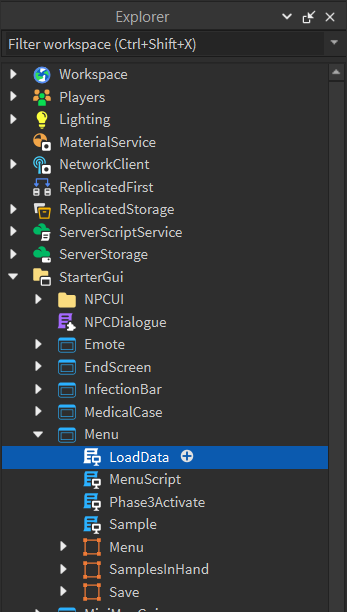 Explorer
Filter workspace (Ctrl+Shift+X)
Workspace
Players
Lighting
MaterialService
NetworkClient
ReplicatedFirst
ReplicatedStorage
ServerScriptService
ServerStorage
StarterGui
NPCUI
NPCDialogue
Emote
EndScreen
InfectionBar
MedicalCase
Menu
LoadData
MenuScript
Phase3Activate
Sample
Menu
SamplesInHand
Save